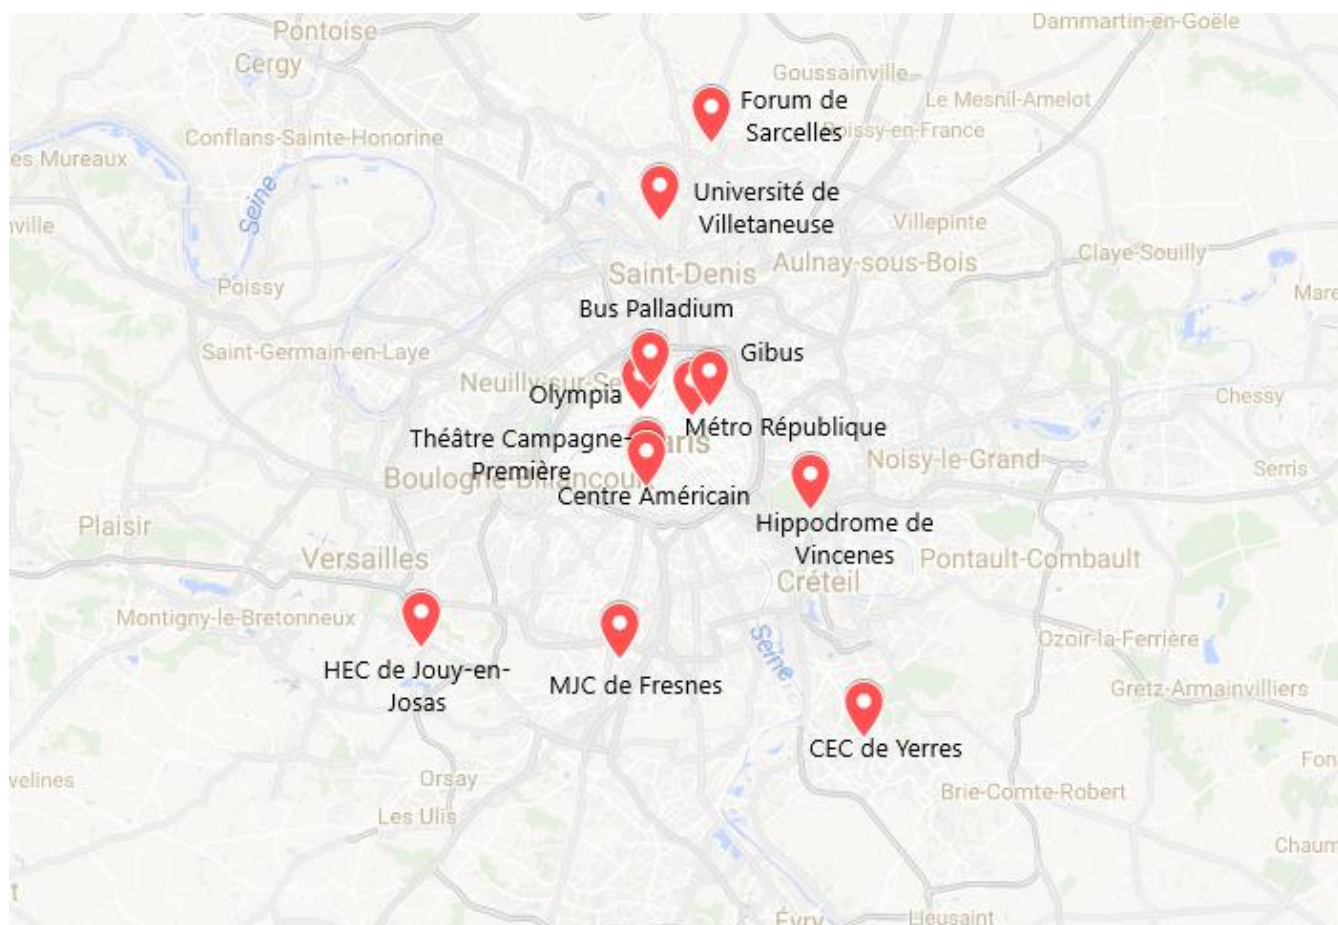 Dammartin-en-Goële
Pontoise
Cergy
Goussainville
Forum de
Sarcelles
Le Mesnil-Amelot
Roissy-en-France
Conflans-Sainte-Honorine
es Mureaux
Seine
Université de
Villetaneuse
Villepinte
ville
Claye-Souilly
Saint-Denis
Aulnay-sous-Bois
Poissy
Mare
Bus Palladium
Saint-Germain-en-Laye
Gibus
Olympia
Chessy
Métro République
Théâtre Campagne-
Première
Paris
Noisy-le-Grand
Serris
Boulogne-Billancourt
Centre Américain
Plaisir
Hippodrome de
Vincenes
Versailles
Pontault-Combault
Créteil
Montigny-le-Bretonneux
Seine
Ozoir-la-Ferrière
HEC de Jouy-en-
Josas
MJC de Fresnes
Gretz-Armainvilliers
CEC de Yerres
velines
Orsay
Fon
Brie-Comte-Robert
Les Ulis
Chaum
t
Évry
Lieusaint